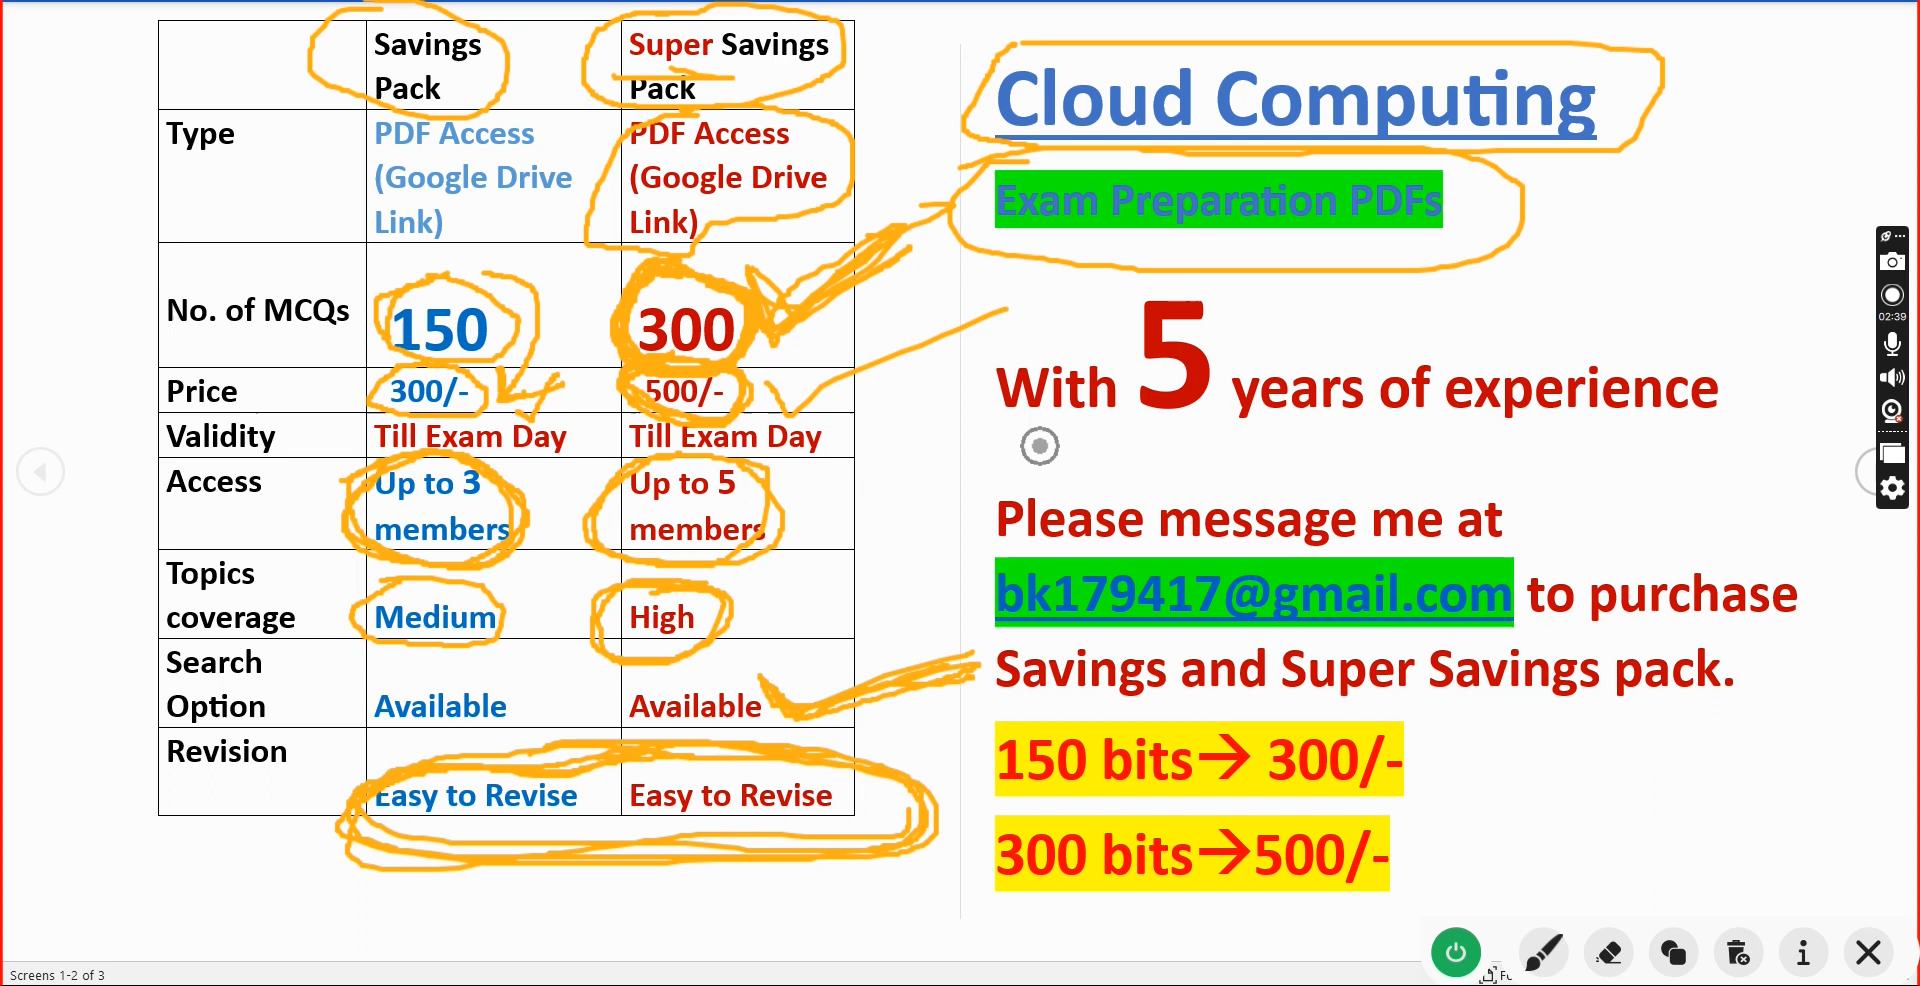 Savings Super Savings
Pack Pack
Type PDF Access PDF Access
(Google Drive (Google Drive
Link) Link)
No. of MCQs 150 300
Price 300/- 500/-
Validity Till Exam Day Till Exam Day
Access Up to 3 Up to 5
members members
Topics
coverage Medium High
Search
Option Available Available
Revision
Easy to Revise Easy to Revise
Cloud Computing
Exam Preparation PDFs
With 5 years of experience
Please message me at
bk179417@gmail.com to purchase
Savings and Super Savings pack.
150 bits→ 300/-
300 bits→500/-
02:39
Screens 1-2 of 3